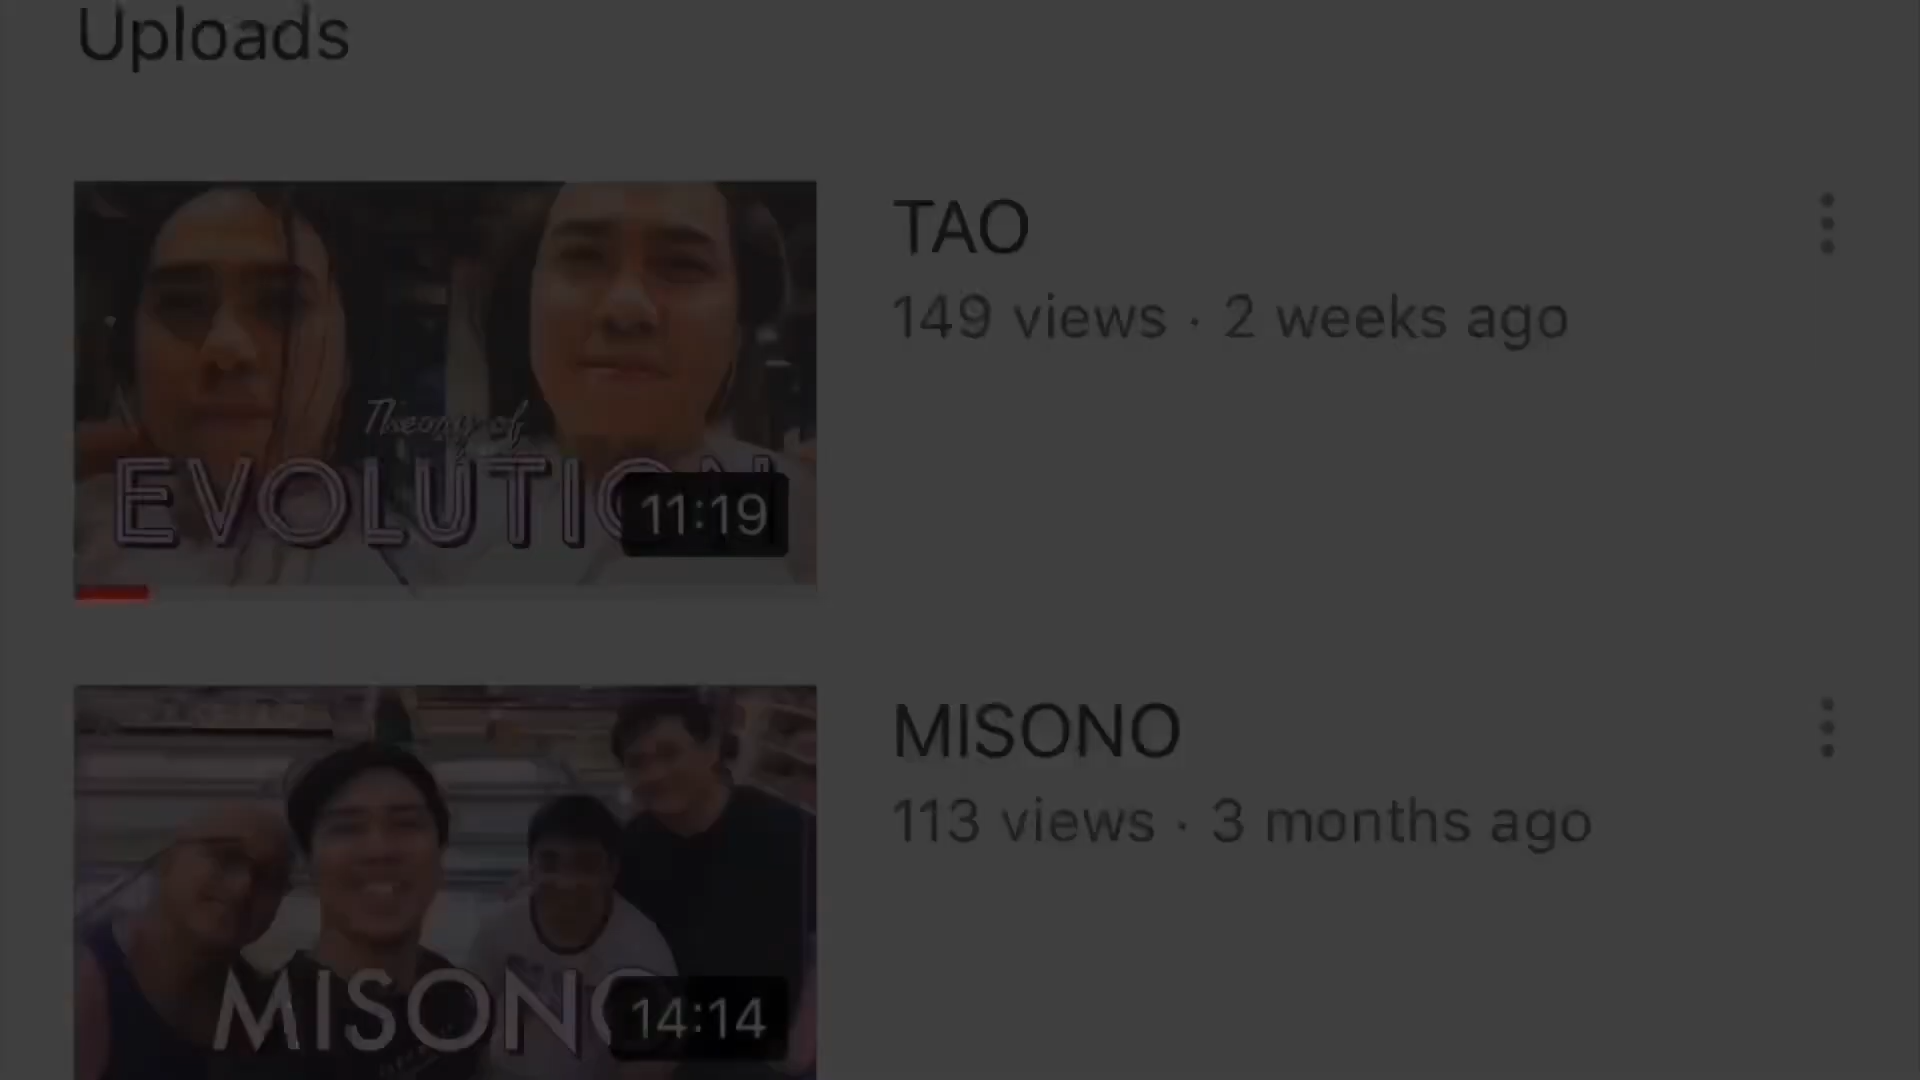 Uploads
TAO
149 views · 2 weeks ago
Theory of
EVOLUTION
11:19
MISONO
113 views · 3 months ago
MISONO
14:14